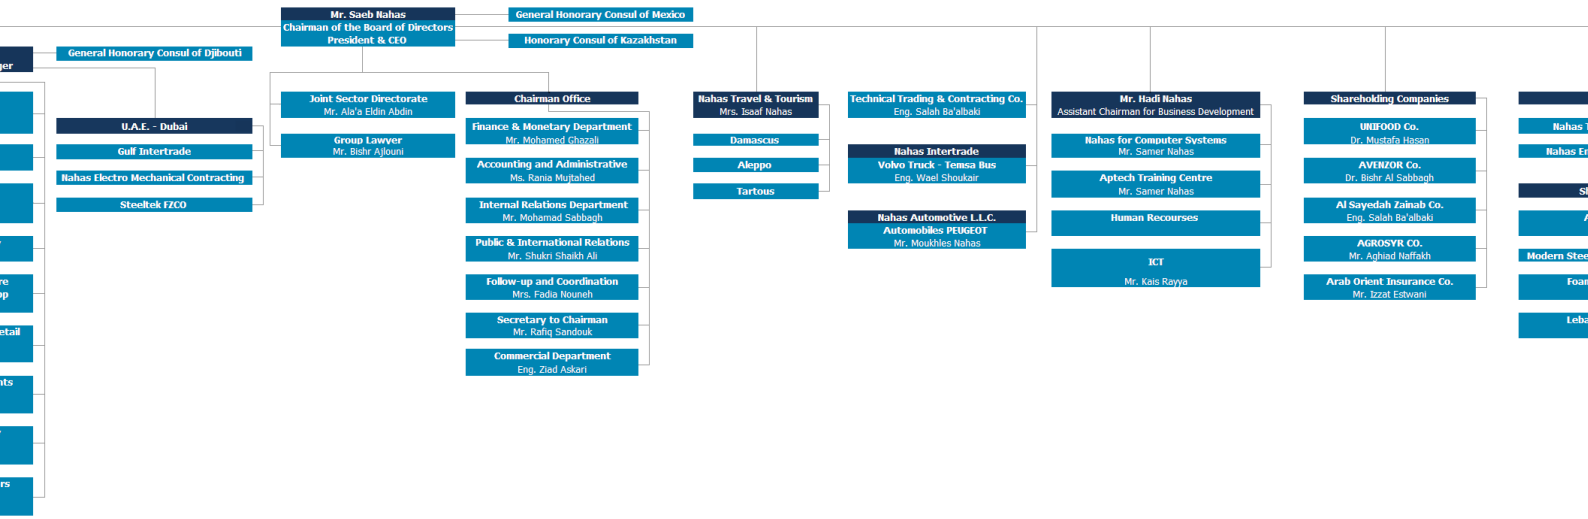 Mr. Saeb Nahas
Chairman of the Board of Directors
President & CEO
General Honorary Consul of Mexico
Honorary Consul of Kazakhstan
General Honorary Consul of Djibouti
U.A.E. - Dubai
Gulf Intertrade
Nahas Electro Mechanical Contracting
Steeltek FZCO
Joint Sector Directorate
Mr. Ala'a Eldin Abdin
Group Lawyer
Mr. Bishr Ajlouni
Chairman Office
Finance & Monetary Department
Mr. Mohamed Ghazali
Accounting and Administrative
Ms. Rania Mujtahed
Internal Relations Department
Mr. Mohamad Sabbagh
Public & International Relations
Mr. Shukri Shaikh Ali
Follow-up and Coordination
Mrs. Fadia Nouneh
Secretary to Chairman
Mr. Rafiq Sandouk
Commercial Department
Eng. Ziad Askari
Nahas Travel & Tourism
Mrs. Isaaf Nahas
Damascus
Aleppo
Tartous
Technical Trading & Contracting Co.
Eng. Salah Ba'albaki
Nahas Intertrade
Volvo Truck - Temsa Bus
Eng. Wael Shoukair
Nahas Automotive L.L.C.
Automobiles PEUGEOT
Mr. Moukhles Nahas
Mr. Hadi Nahas
Assistant Chairman for Business Development
Nahas for Computer Systems
Mr. Samer Nahas
Aptech Training Centre
Mr. Samer Nahas
Human Recourses
ICT
Mr. Kais Rayya
Shareholding Companies
UNIFOOD Co.
Dr. Mustafa Hasan
AVENZOR Co.
Dr. Bishr Al Sabbagh
Al Sayedah Zainab Co.
Eng. Salah Ba'albaki
AGROSYR CO.
Mr. Aghiad Naffakh
Arab Orient Insurance Co.
Mr. Izzat Estwani
Nahas
Nahas
Modern